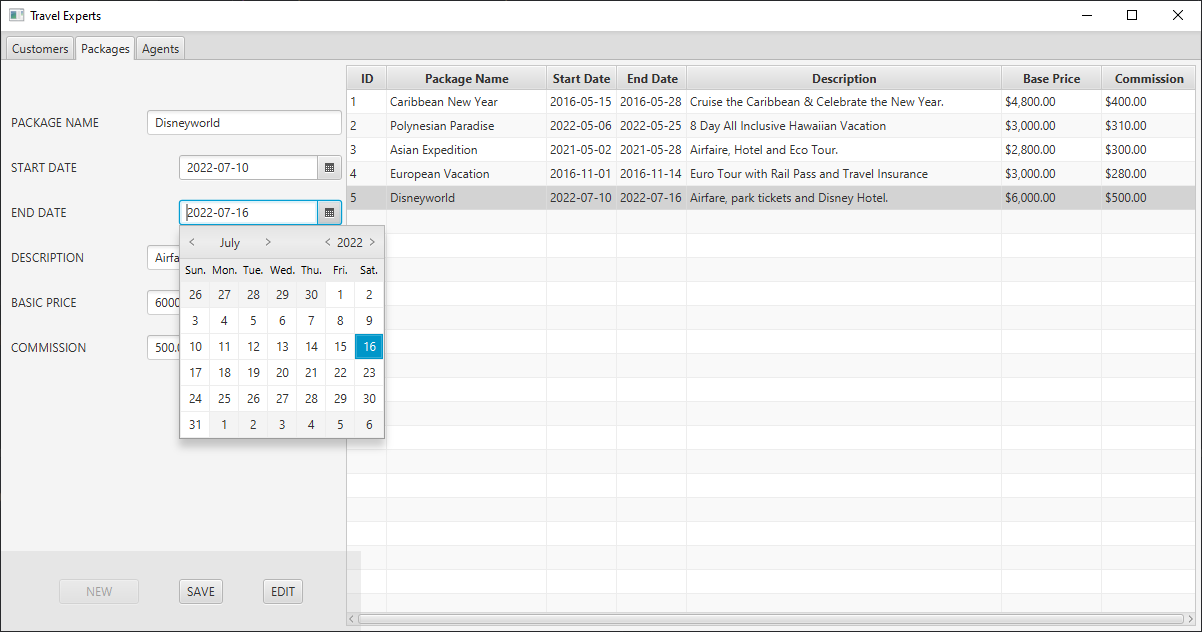 Travel Experts
Customers Packages Agents
PACKAGE NAME Disneyworld
START DATE 2022-07-10
END DATE 2022-07-16
July 2022
Sun. Mon. Tue. Wed. Thu. Fri. Sat.
26 27 28 29 30 1 2
3 4 5 6 7 8 9
10 11 12 13 14 15 16
17 18 19 20 21 22 23
24 25 26 27 28 29 30
31 1 2 3 4 5 6
DESCRIPTION Airfa
BASIC PRICE 6000
COMMISSION 500.
NEW SAVE EDIT
ID Package Name Start Date End Date Description Base Price Commission
1 Caribbean New Year 2016-05-15 2016-05-28 Cruise the Caribbean & Celebrate the New Year. $4,800.00 $400.00
2 Polynesian Paradise 2022-05-06 2022-05-25 8 Day All Inclusive Hawaiian Vacation $3,000.00 $310.00
3 Asian Expedition 2021-05-02 2021-05-28 Airfaire, Hotel and Eco Tour. $2,800.00 $300.00
4 European Vacation 2016-11-01 2016-11-14 Euro Tour with Rail Pass and Travel Insurance $3,000.00 $280.00
5 Disneyworld 2022-07-10 2022-07-16 Airfare, park tickets and Disney Hotel. $6,000.00 $500.00